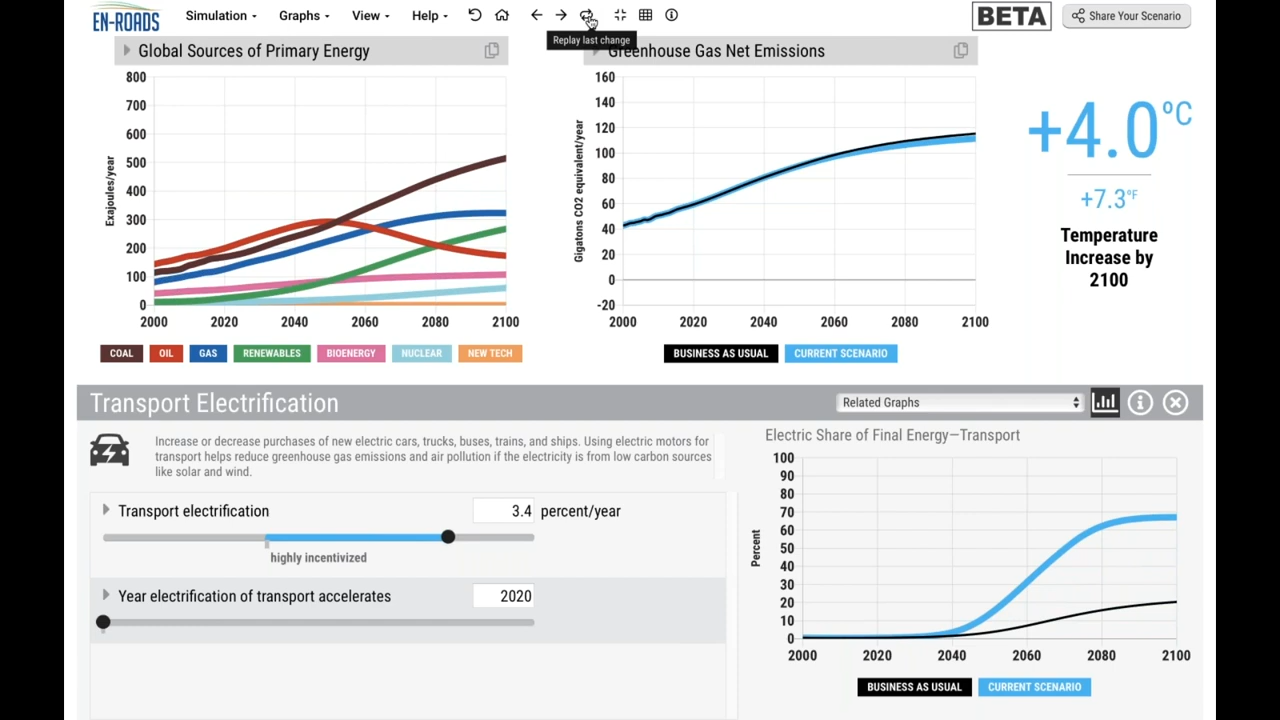 EN-ROADS
Simulation
Graphs
View
Help
BETA
Share Your Scenario
Replay last change
Global Sources of Primary Energy
800
700
600
500
400
300
200
100
0
Exajoules/year
2000 2020 2040 2060 2080 2100
COAL OIL GAS RENEWABLES BIOENERGY NUCLEAR NEW TECH
Greenhouse Gas Net Emissions
160
140
120
100
80
60
40
20
0
-20
Gigatons CO2 equivalent/year
2000 2020 2040 2060 2080 2100
BUSINESS AS USUAL CURRENT SCENARIO
+4.0°C
+7.3°F
Temperature
Increase by
2100
Transport Electrification
Related Graphs
Increase or decrease purchases of new electric cars, trucks, buses, trains, and ships. Using electric motors for
transport helps reduce greenhouse gas emissions and air pollution if the electricity is from low carbon sources
like solar and wind.
Transport electrification 3.4 percent/year
highly incentivized
Year electrification of transport accelerates 2020
Electric Share of Final Energy—Transport
100
90
80
70
60
50
40
30
20
10
0
Percent
2000 2020 2040 2060 2080 2100
BUSINESS AS USUAL CURRENT SCENARIO